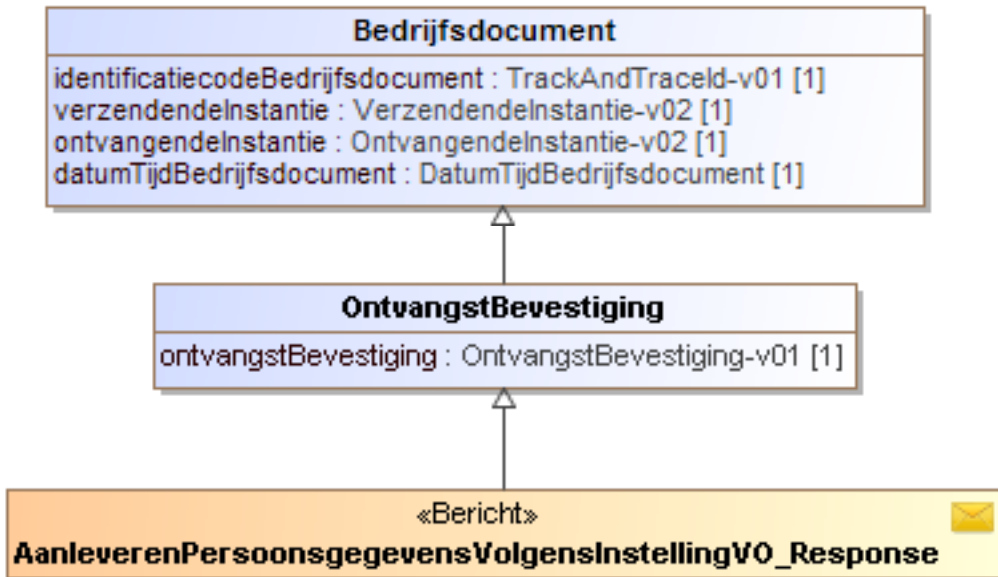 Bedrijfsdocument
identificatiecodeBedrijfsdocument : TrackAndTraceId-v01 [1]
verzendendeInstantie : VerzendendeInstantie-v02 [1]
ontvangendeInstantie : OntvangendeInstantie-v02 [1]
datumTijdBedrijfsdocument : DatumTijdBedrijfsdocument [1]
OntvangstBevestiging
ontvangstBevestiging : OntvangstBevestiging-v01 [1]
«Bericht»
AanleverenPersoonsgegevensVolgensInstellingVO_Response